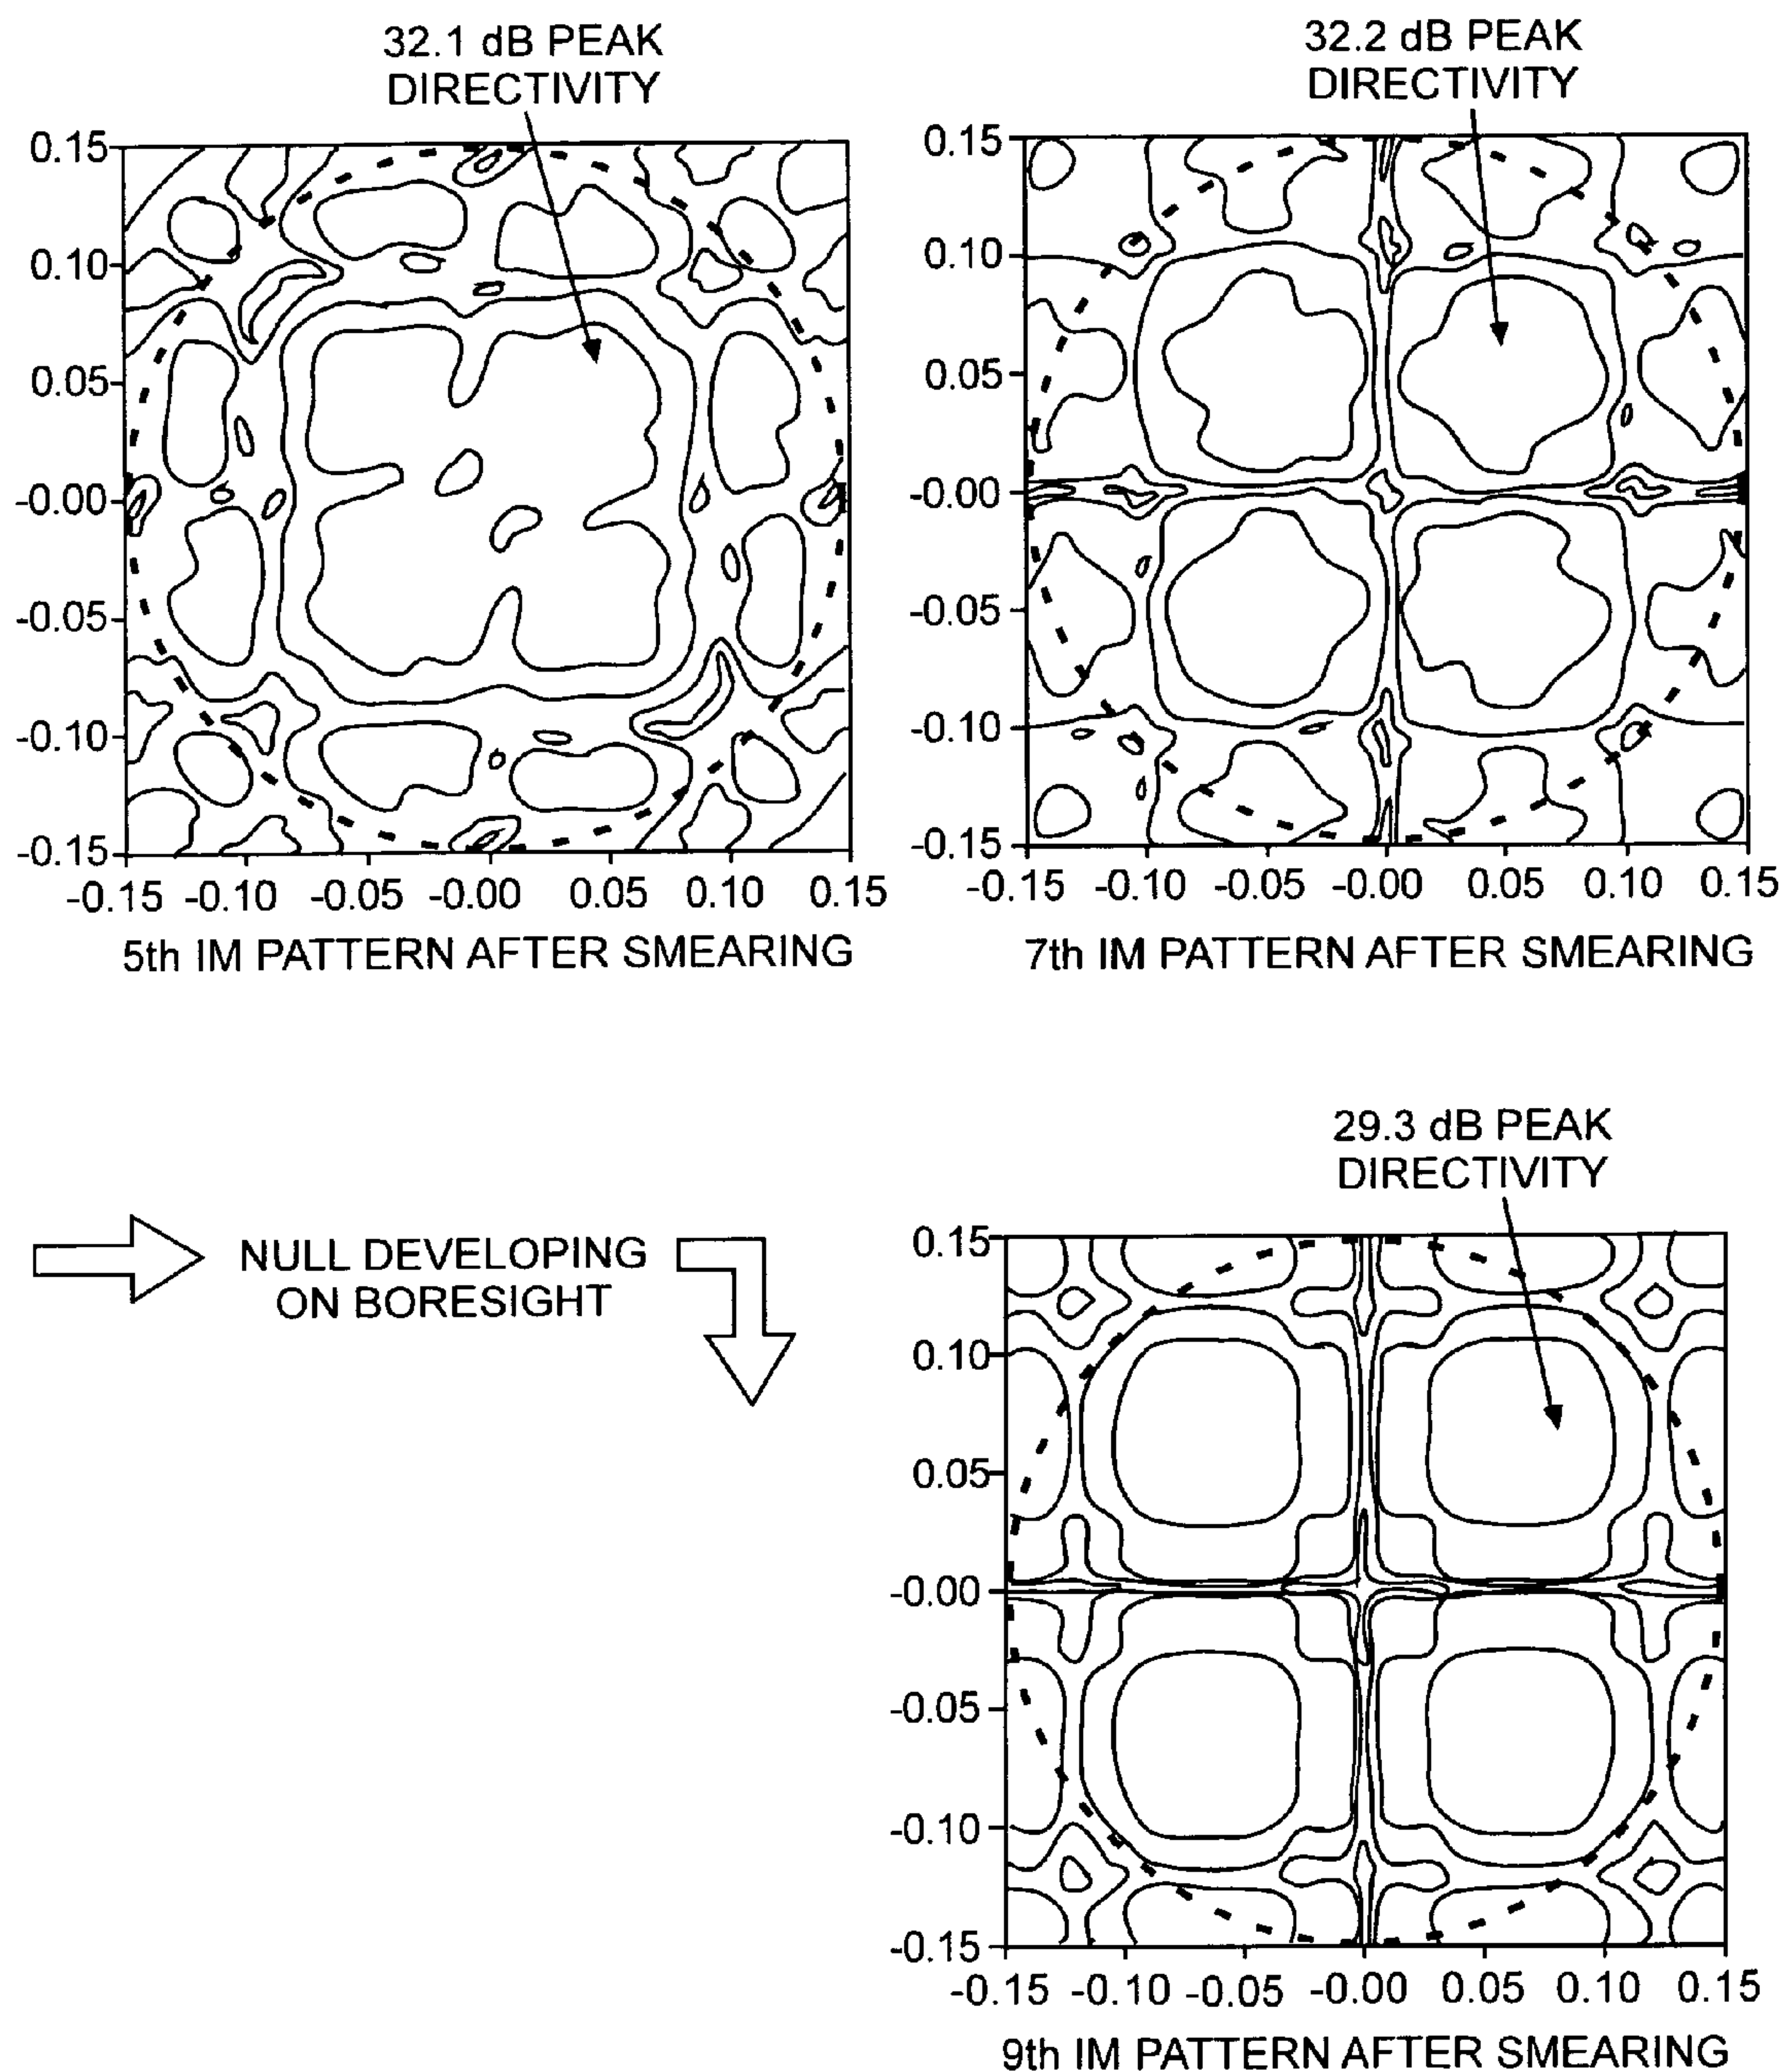 32.1 dB PEAK
DIRECTIVITY
0.15
0.10
0.05
-0.00
-0.05
-0.10
-0.15
-0.15 -0.10 -0.05 -0.00 0.05 0.10 0.15
5th IM PATTERN AFTER SMEARING
32.2 dB PEAK
DIRECTIVITY
0.15
0.10
0.05
-0.00
-0.05
-0.10
-0.15
-0.15 -0.10 -0.05 -0.00 0.05 0.10 0.15
7th IM PATTERN AFTER SMEARING
NULL DEVELOPING
ON BORESIGHT
29.3 dB PEAK
DIRECTIVITY
0.15
0.10
0.05
-0.00
-0.05
-0.10
-0.15
-0.15 -0.10 -0.05 -0.00 0.05 0.10 0.15
9th IM PATTERN AFTER SMEARING